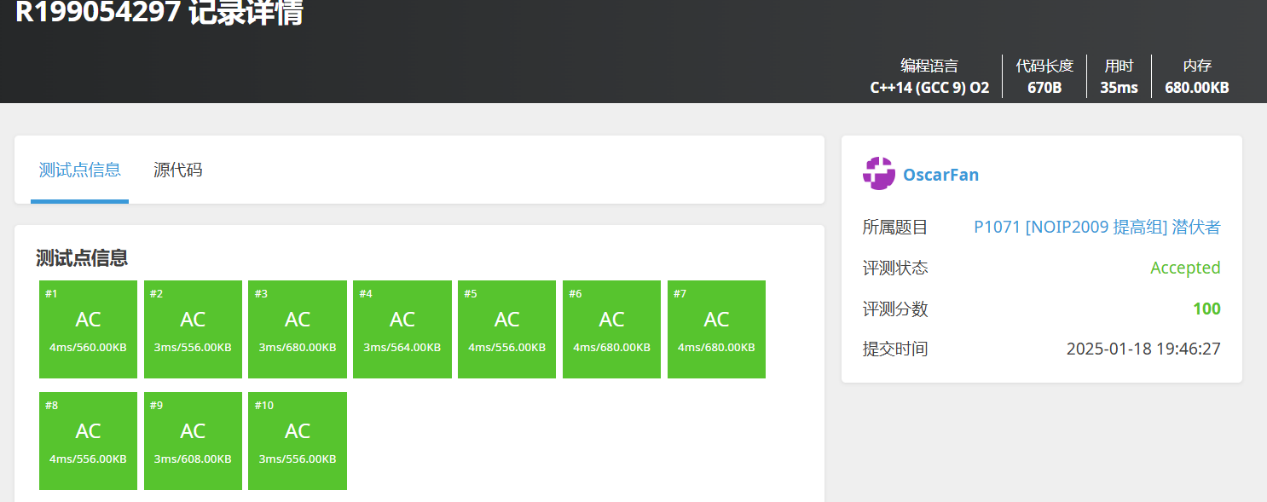 R199054297 记录详情
编程语言 代码长度 用时 内存
C++14 (GCC 9) O2 670B 35ms 680.00KB
测试点信息 源代码
测试点信息
#1 #2 #3 #4 #5 #6 #7
AC AC AC AC AC AC AC
4ms/560.00KB 3ms/556.00KB 3ms/680.00KB 3ms/564.00KB 4ms/556.00KB 4ms/680.00KB 4ms/680.00KB
#8 #9 #10
AC AC AC
4ms/556.00KB 3ms/608.00KB 3ms/556.00KB
OscarFan
所属题目 P1071 [NOIP2009 提高组] 潜伏者
评测状态 Accepted
评测分数 100
提交时间 2025-01-18 19:46:27